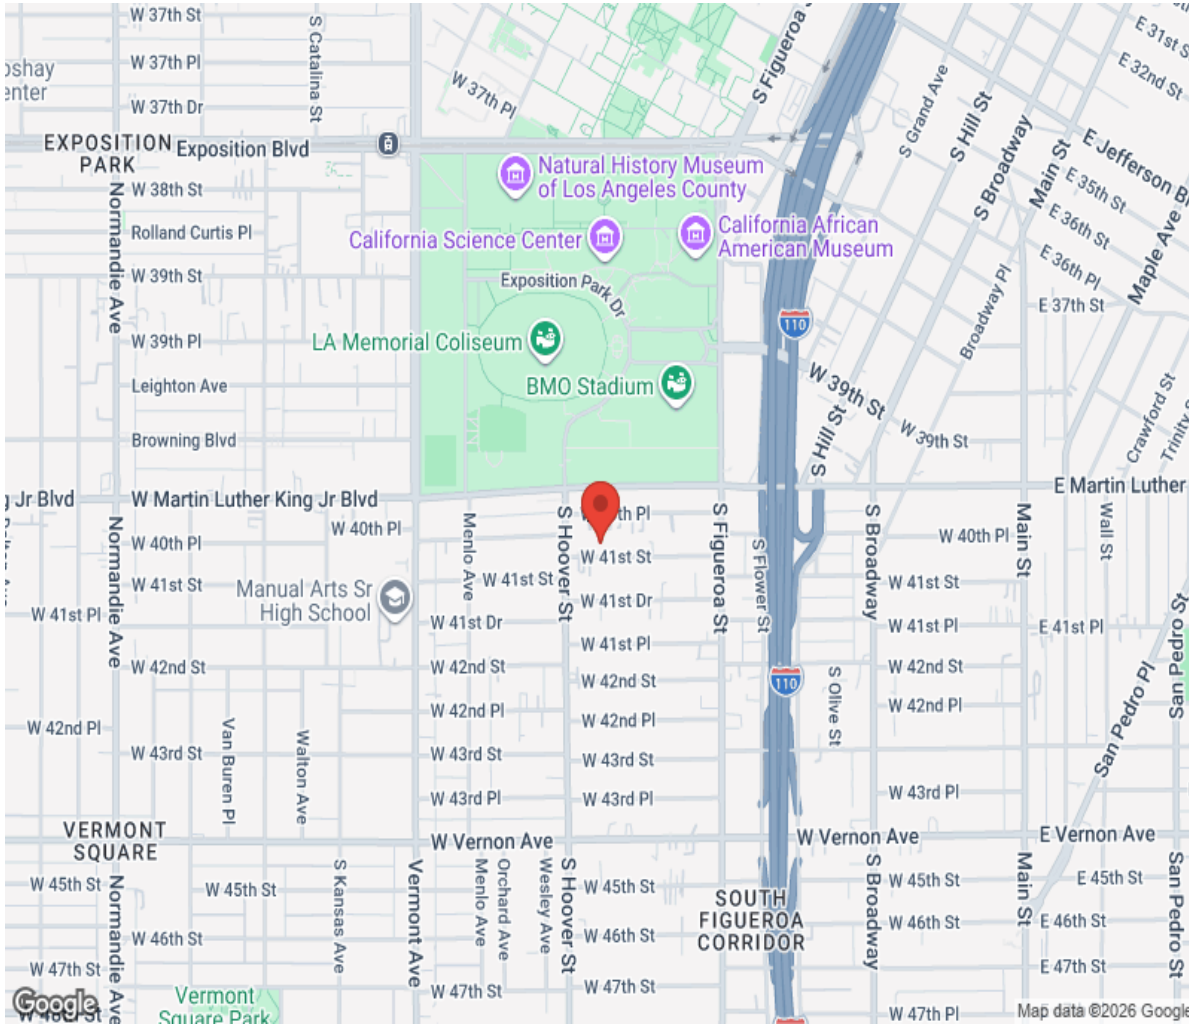 W 37th St
S Catalina St
S Figueroa S
E 31st S
W 37th Pl
oshay
enter
W 37th Pl
E 32nd St
W 37th Dr
S Grand Ave
S Hill St
S Broadway
Main St
E Jefferson Bl
EXPOSITION
PARK
Exposition Blvd
Natural History Museum
of Los Angeles County
W 38th St
Normandie Ave
E 35th St
Maple Ave
Rolland Curtis Pl
California Science Center
California African
American Museum
E 36th St
E 36th Pl
W 39th St
Exposition Park Dr
Broadway Pl
E 37th St
110
W 39th Pl
LA Memorial Coliseum
Leighton Ave
BMO Stadium
W 39th St
Crawford St
Trinity S
Browning Blvd
S Hill St
W 39th St
g Jr Blvd
W Martin Luther King Jr Blvd
E Martin Luther
W 40th Pl
S Hoover St
S Figueroa St
S Broadway
Main St
Wall St
Normandie Ave
W 40th Pl
Menlo Ave
W 41st St
S Flower St
W 40th Pl
W 41st St
Manual Arts Sr
High School
W 41st St
W 41st Dr
W 41st St
W 41st Pl
W 41st Dr
W 41st Pl
W 41st Pl
E 41st Pl
San Pedro St
W 42nd St
W 42nd St
W 42nd St
110
S Olive St
W 42nd St
San Pedro Pl
W 42nd Pl
Van Buren Pl
Walton Ave
W 42nd Pl
W 42nd Pl
W 42nd Pl
W 43rd St
W 43rd St
W 43rd St
W 43rd Pl
W 43rd Pl
W 43rd Pl
VERMONT
SQUARE
W Vernon Ave
W Vernon Ave
E Vernon Ave
W 45th St
W 45th St
S Kansas Ave
Vermont Ave
Menlo Ave
Orchard Ave
Wesley Ave
S Hoover St
W 45th St
SOUTH
FIGUEROA
CORRIDOR
S Broadway
W 45th St
Main St
E 45th St
San Pedro St
Normandie Ave
W 46th St
W 46th St
W 46th St
E 46th St
W 47th St
W 47th St
W 47th St
E 47th St
Vermont
Square Park
W 47th Pl
Google
Map data ©2026 Google